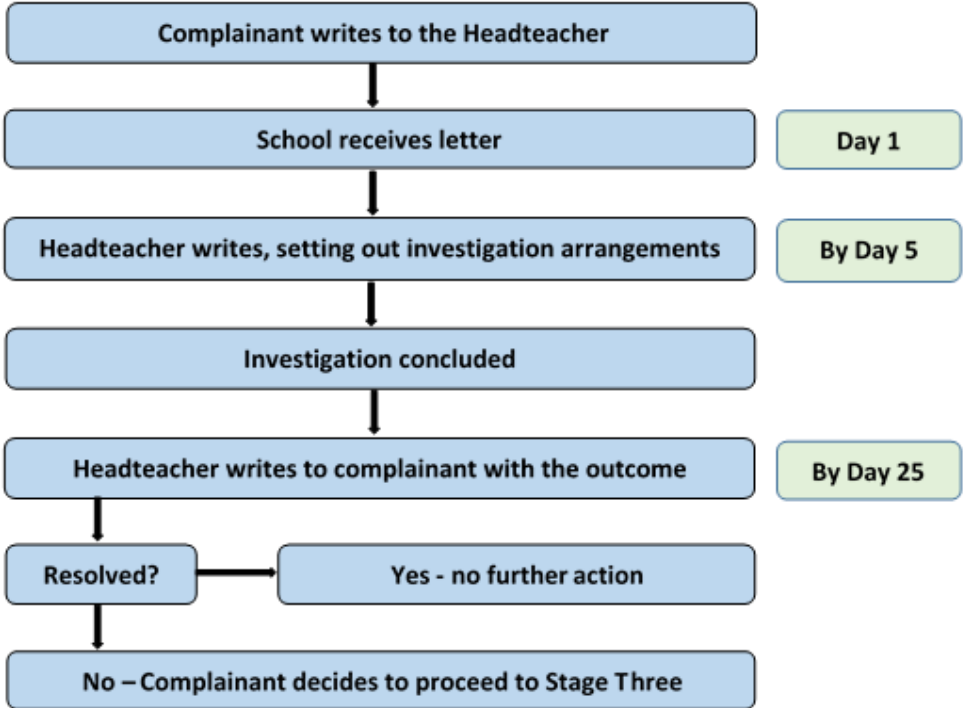 Complainant writes to the Headteacher
School receives letter
Day 1
Headteacher writes, setting out investigation arrangements
By Day 5
Investigation concluded
Headteacher writes to complainant with the outcome
By Day 25
Resolved?
Yes - no further action
No – Complainant decides to proceed to Stage Three